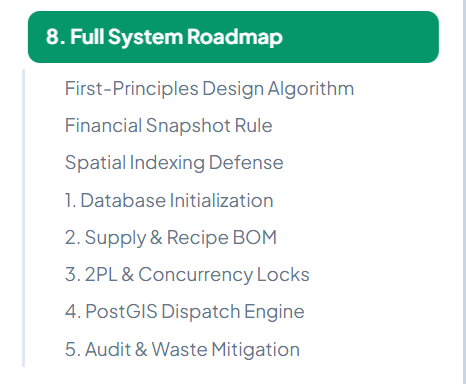 8. Full System Roadmap
First-Principles Design Algorithm
Financial Snapshot Rule
Spatial Indexing Defense
1. Database Initialization
2. Supply & Recipe BOM
3. 2PL & Concurrency Locks
4. PostGIS Dispatch Engine
5. Audit & Waste Mitigation